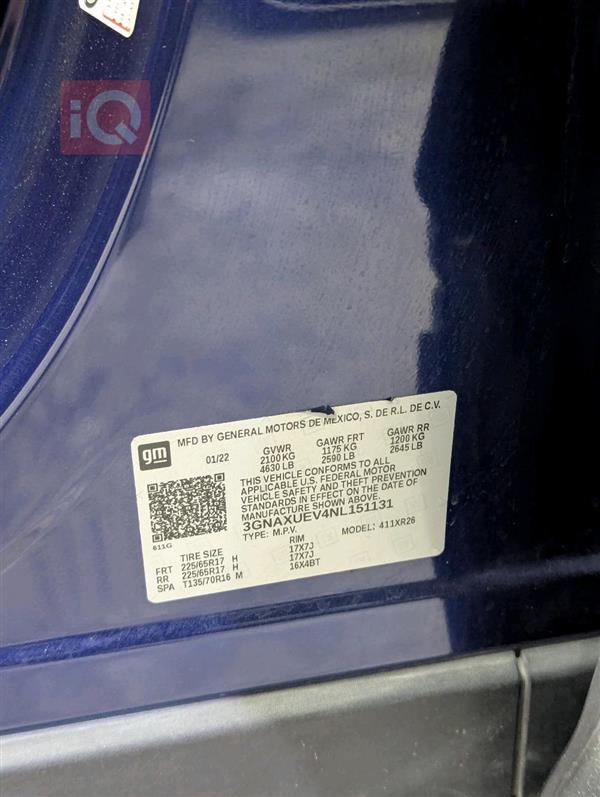 iQ
gm
MFD BY GENERAL MOTORS DE MEXICO, S. DE R.L. DE C.V.
01/22
GVWR GAWR FRT GAWR RR
2100 KG 1175 KG 1200 KG
4630 LB 2590 LB 2645 LB
THIS VEHICLE CONFORMS TO ALL
APPLICABLE U.S. FEDERAL MOTOR
VEHICLE SAFETY AND THEFT PREVENTION
STANDARDS IN EFFECT ON THE DATE OF
MANUFACTURE SHOWN ABOVE.
3GNAXUEV4NL151131
TYPE: M.P.V. MODEL: 411XR26
611G
TIRE SIZE RIM
FRT 225/65R17 H 17X7J
RR 225/65R17 H 17X7J
SPA T135/70R16 M 16X4BT